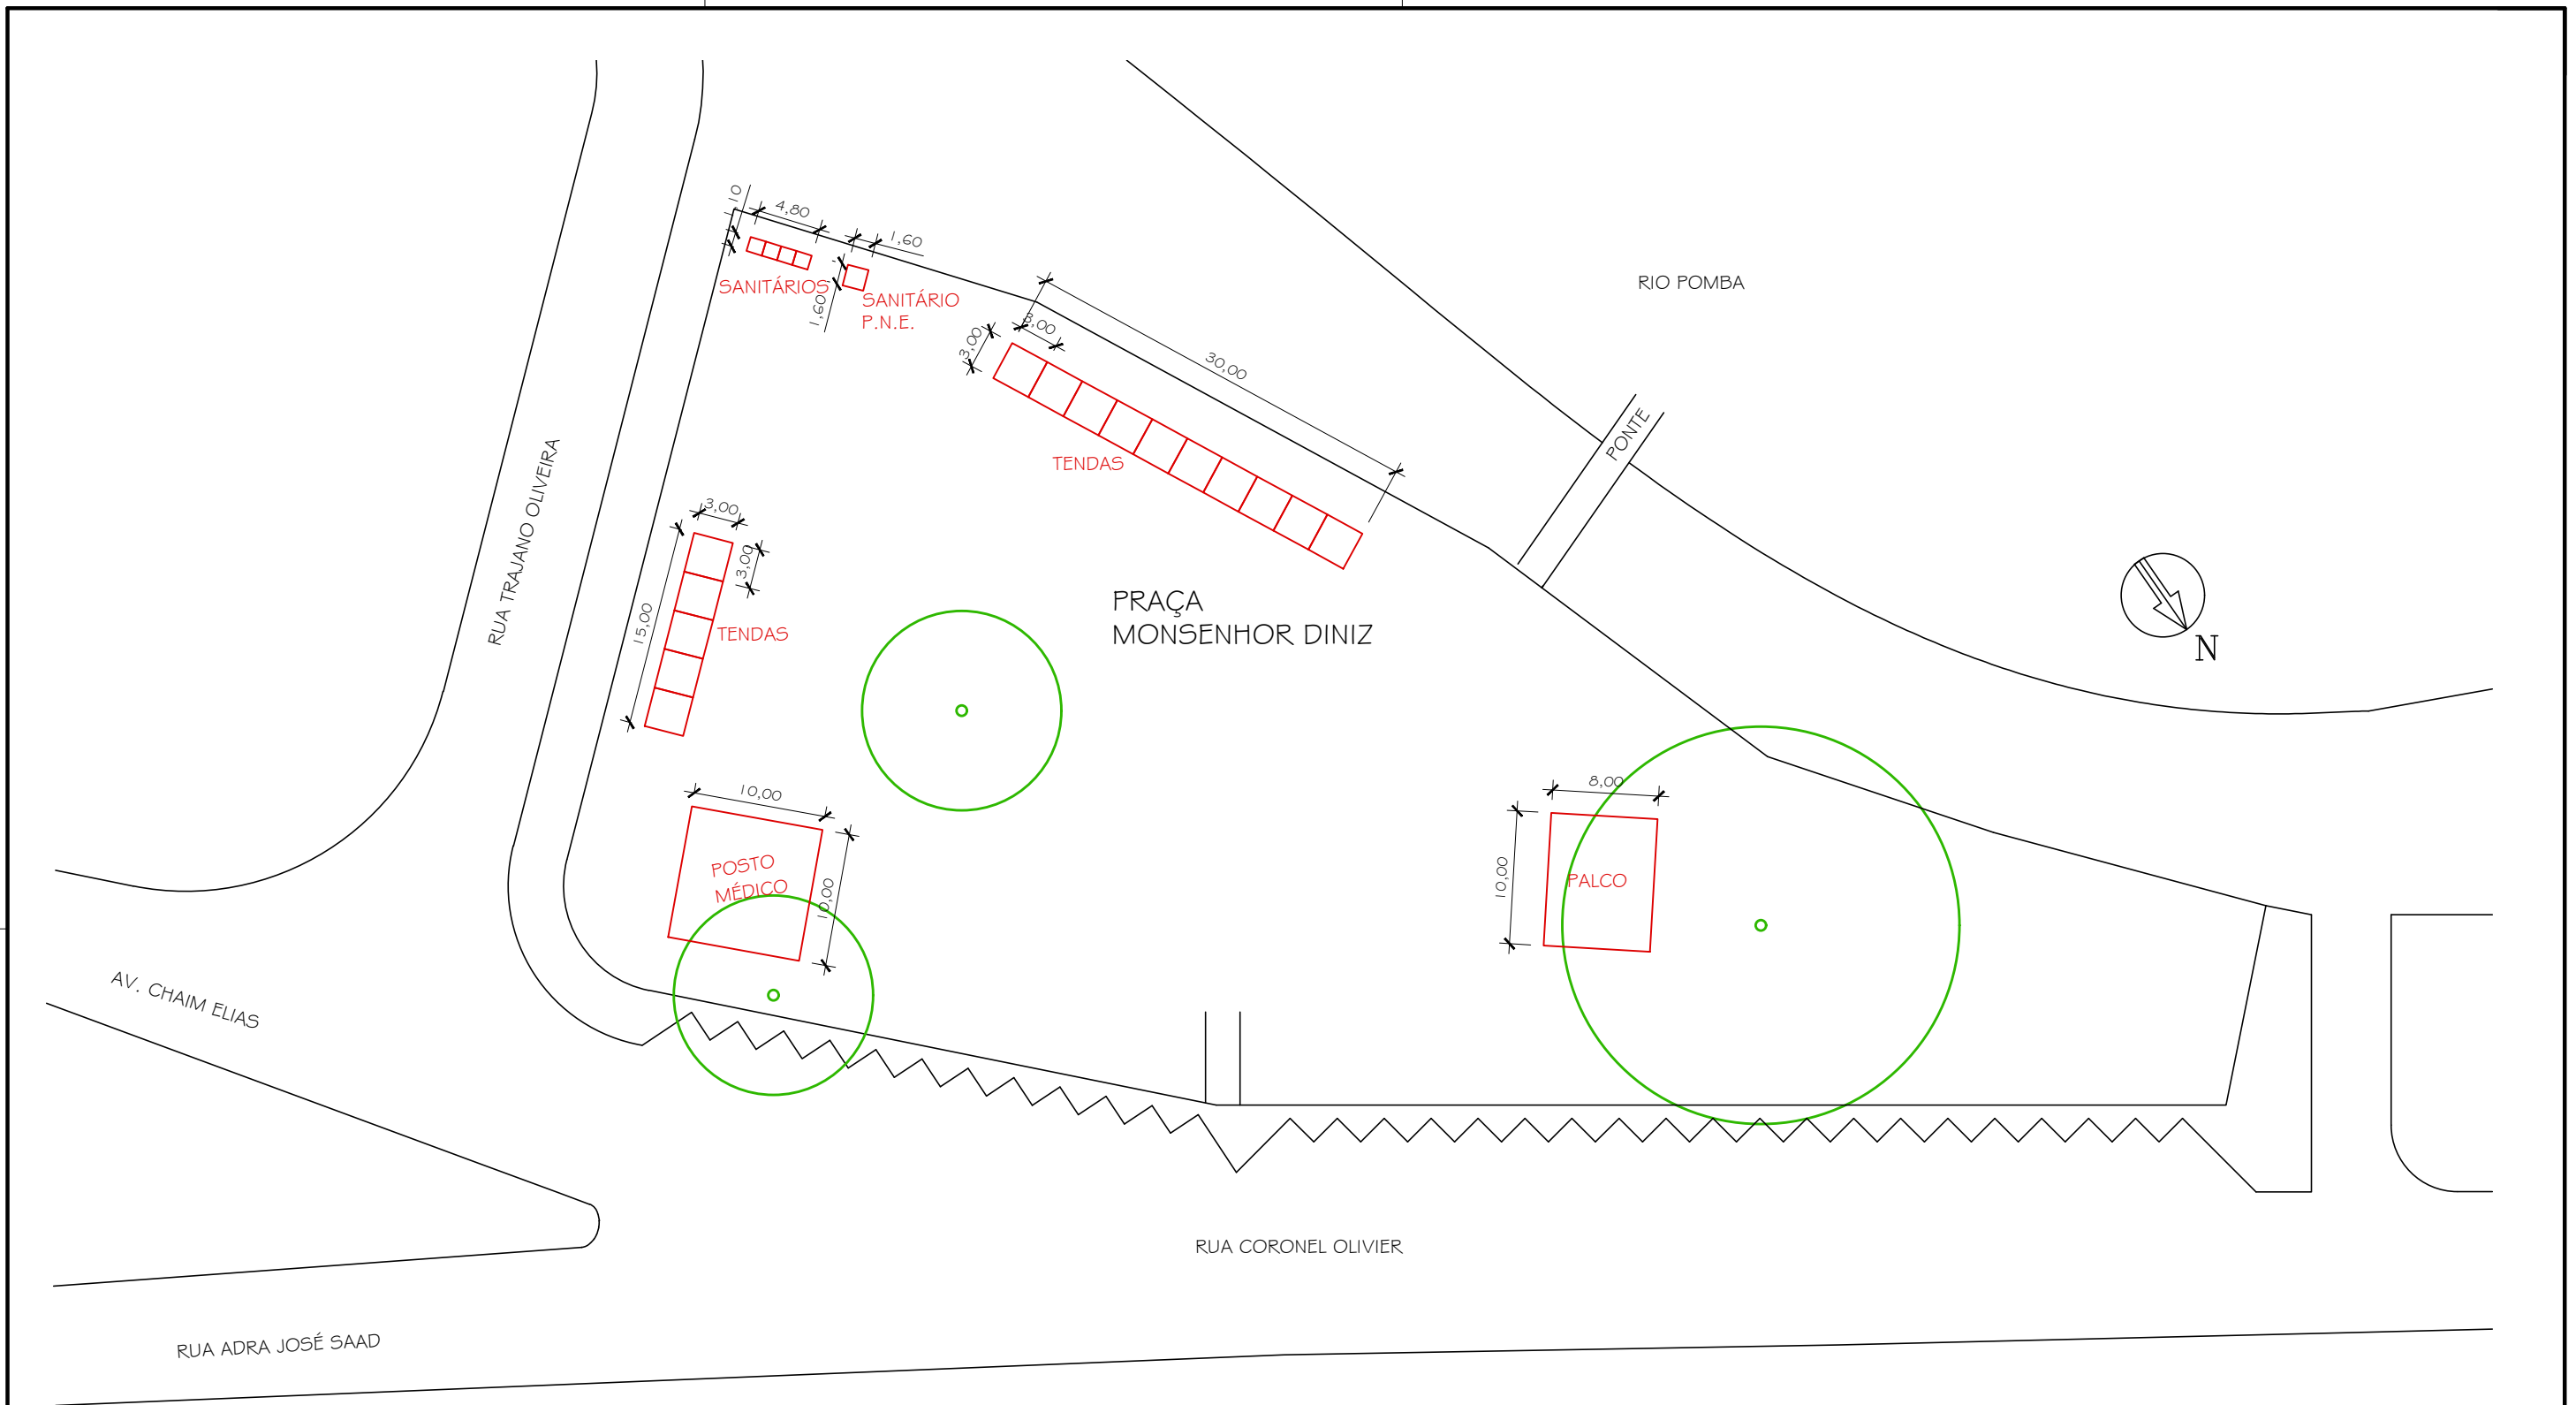 10
4,80
1,60
SANITÁRIOS
1,60
SANITÁRIO
P.N.E.
3,00
3,00
30,00
TENDAS
RIO POMBA
PONTE
RUA TRAJANO OLIVEIRA
3,00
3,00
15,00
TENDAS
PRAÇA
MONSENHOR DINIZ
N
10,00
POSTO
MÉDICO
10,00
8,00
10,00
PALCO
AV. CHAIM ELIAS
RUA CORONEL OLIVIER
RUA ADRA JOSÉ SAAD